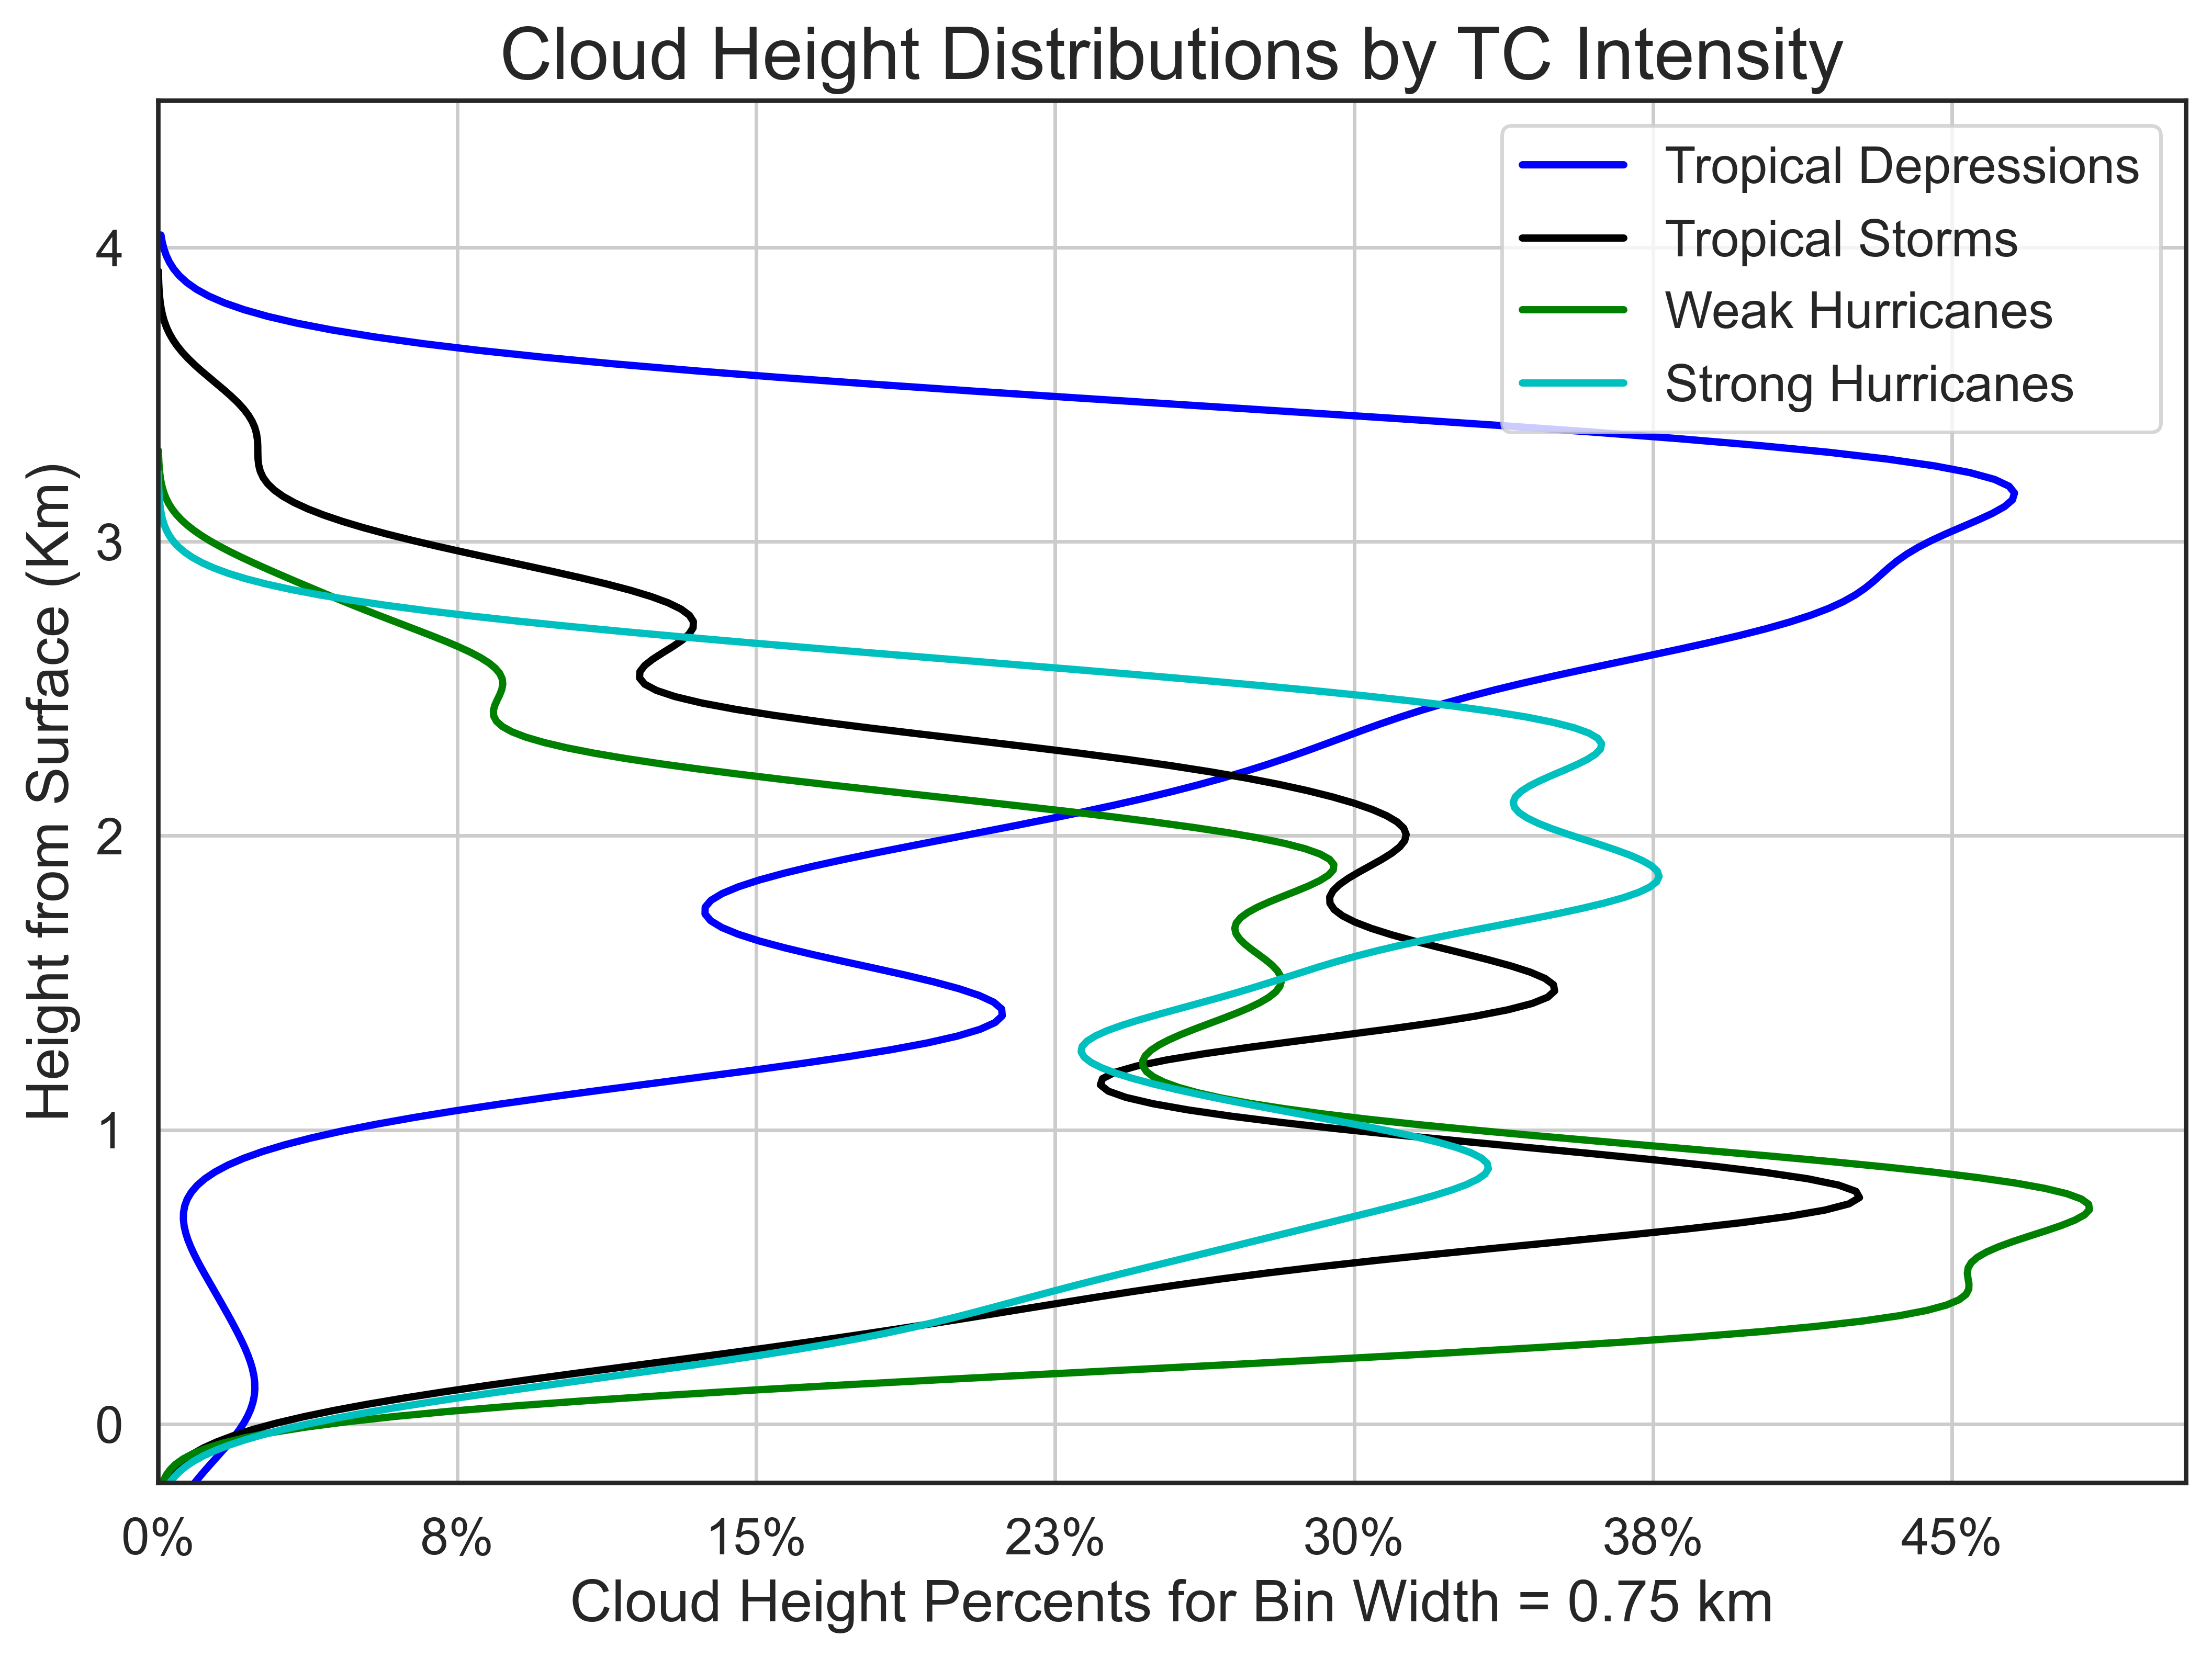 Cloud Height Distributions by TC Intensity
Tropical Depressions
Tropical Storms
Weak Hurricanes
Strong Hurricanes
Height from Surface (Km)
4
3
2
1
0
0% 8% 15% 23% 30% 38% 45%
Cloud Height Percents for Bin Width = 0.75 km